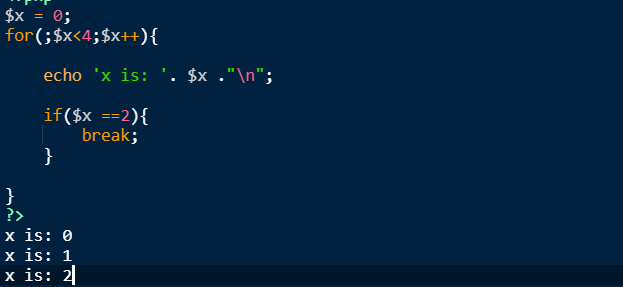 $x = 0;
for(;$x<4;$x++){
echo 'x is: '. $x ."\n";
if($x ==2){
break;
}
}
?>
x is: 0
x is: 1
x is: 2